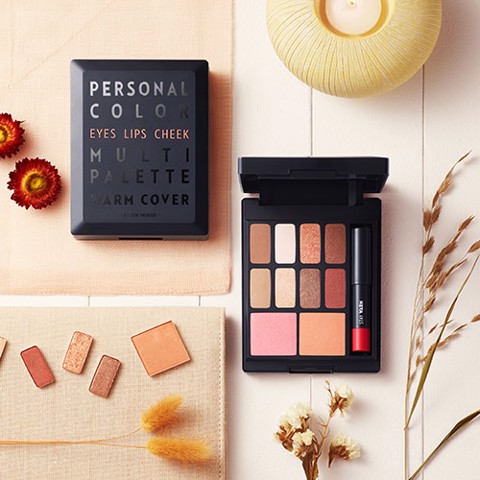 PERSONAL
COLOR
EYES LIPS CHEEK
MULTI
PALETTE
WARM COVER